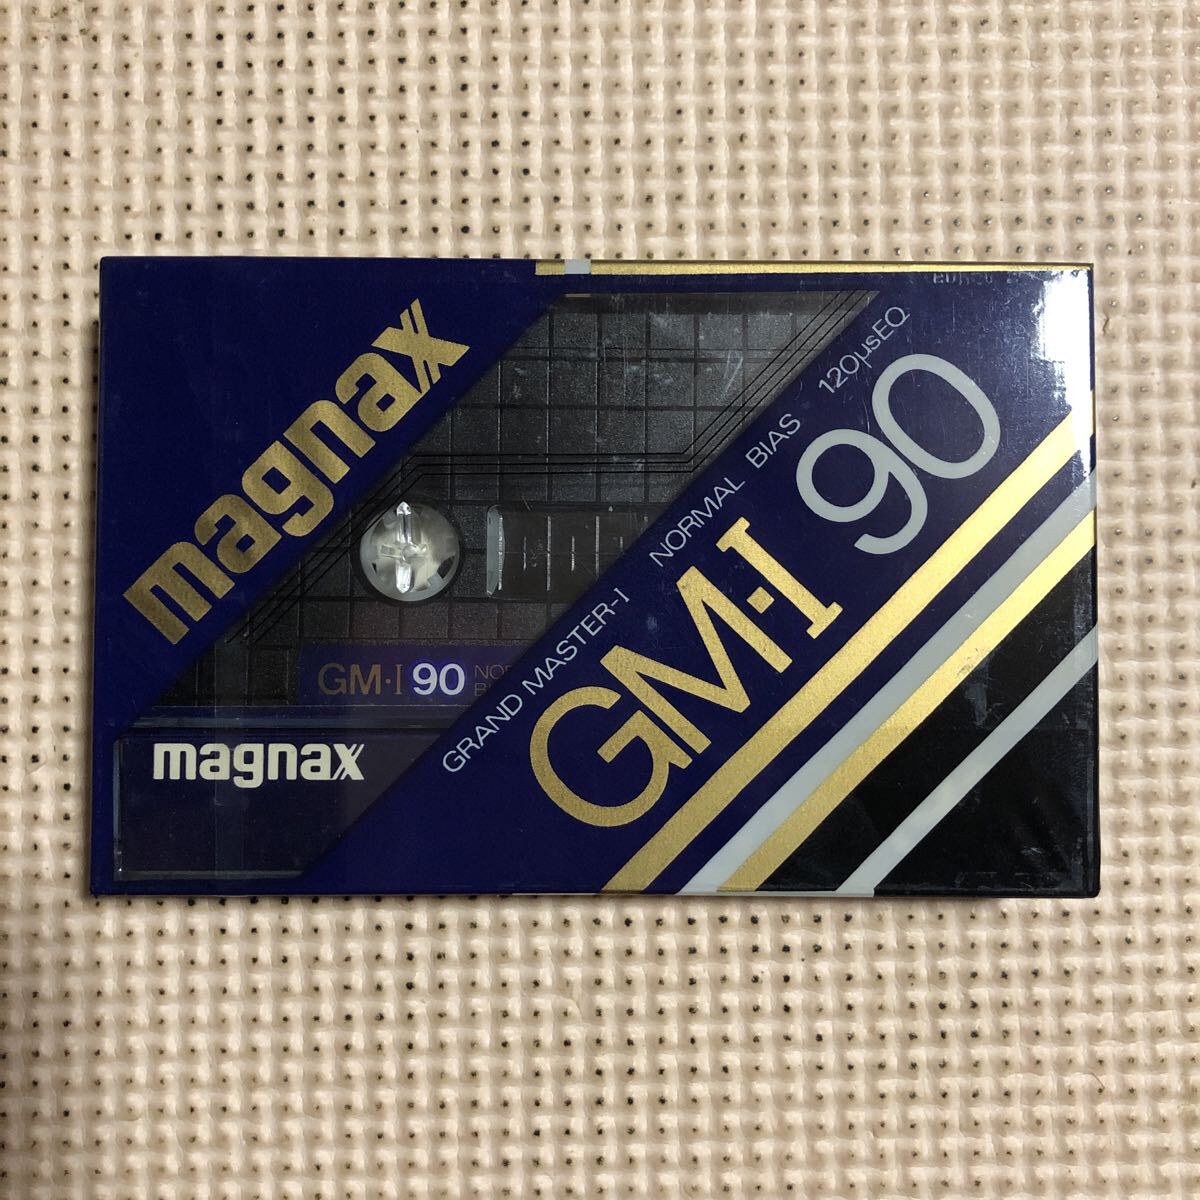 magnax
GRAND MASTER-I NORMAL BIAS 120μsEQ
GM·I 90
GM·I 90
magnax